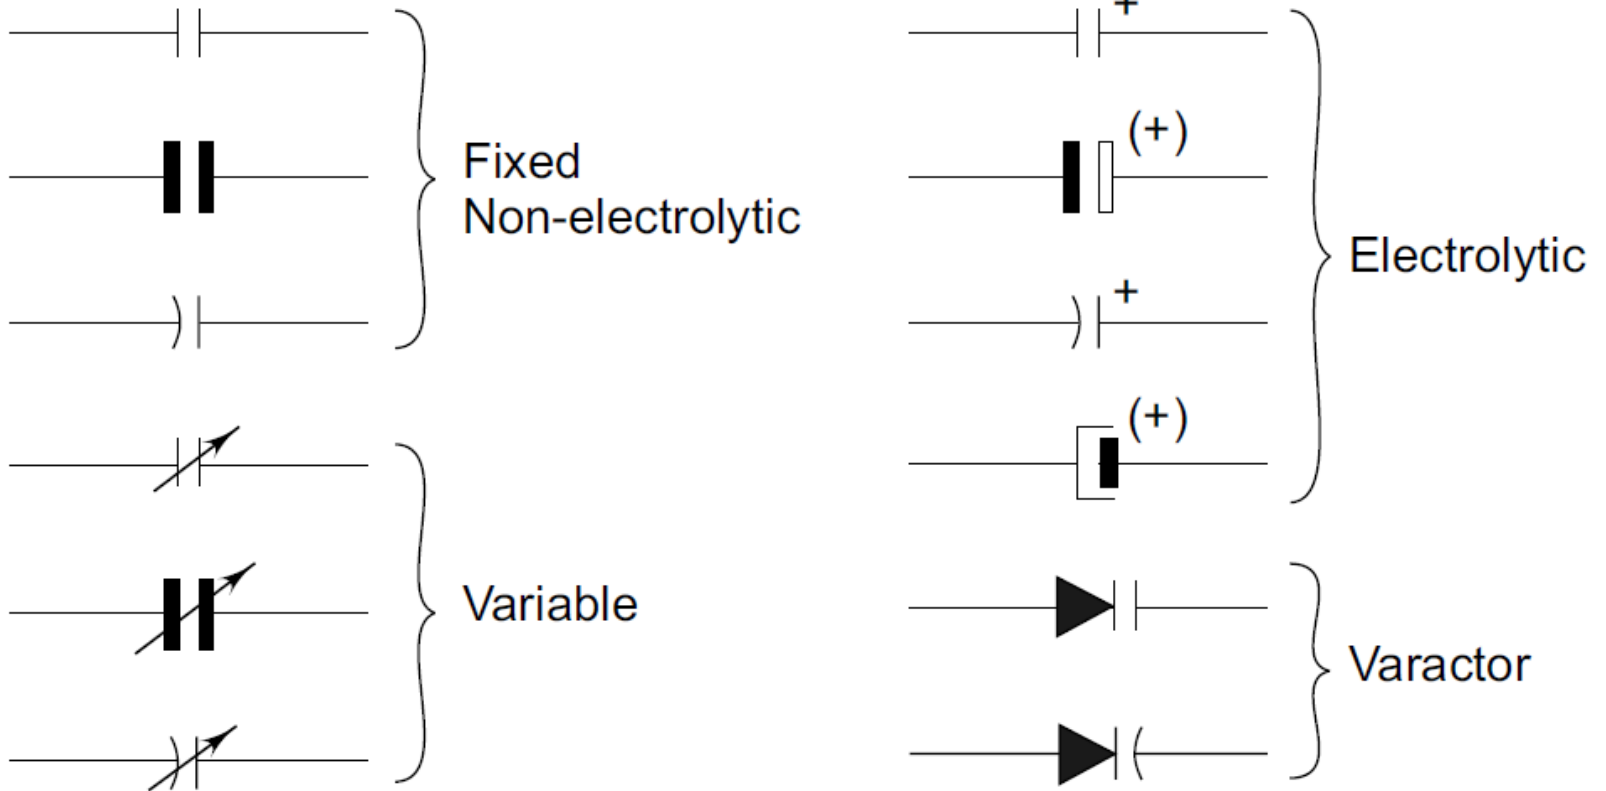 Fixed
Non-electrolytic
Variable
+
(+)
+
(+)
Electrolytic
Varactor